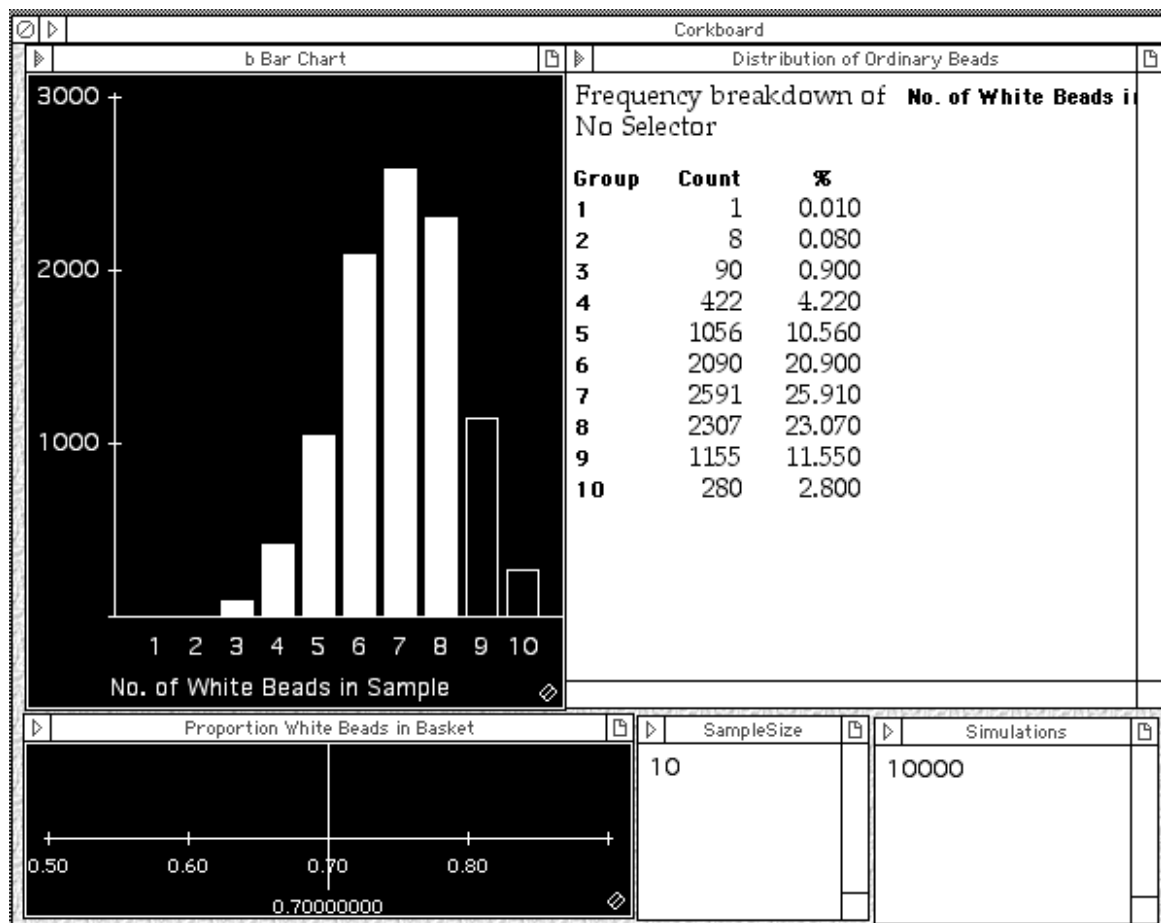 Corkboard
b Bar Chart
3000
2000
1000
1 2 3 4 5 6 7 8 9 10
No. of White Beads in Sample
Distribution of Ordinary Beads
Frequency breakdown of No. of White Beads
No Selector
Group Count %
1 1 0.010
2 8 0.080
3 90 0.900
4 422 4.220
5 1056 10.560
6 2090 20.900
7 2591 25.910
8 2307 23.070
9 1155 11.550
10 280 2.800
Proportion White Beads in Basket
0.50 0.60 0.70 0.80
0.70000000
SampleSize
10
Simulations
10000